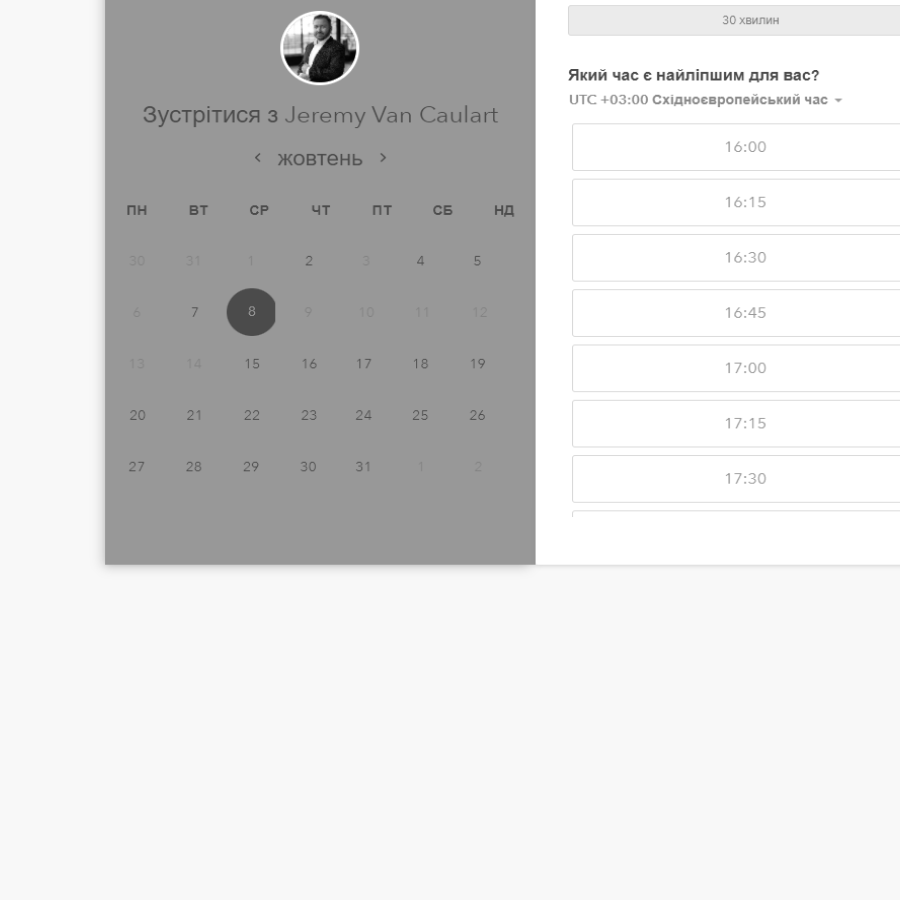 Зустрітися з Jeremy Van Caulart
жовтень
ПН ВТ СР ЧТ ПТ СБ НД
30 31 1 2 3 4 5
6 7 8 9 10 11 12
13 14 15 16 17 18 19
20 21 22 23 24 25 26
27 28 29 30 31 1 2
30 хвилин
Який час є найліпшим для вас?
UTC +03:00 Східноєвропейський час
16:00
16:15
16:30
16:45
17:00
17:15
17:30